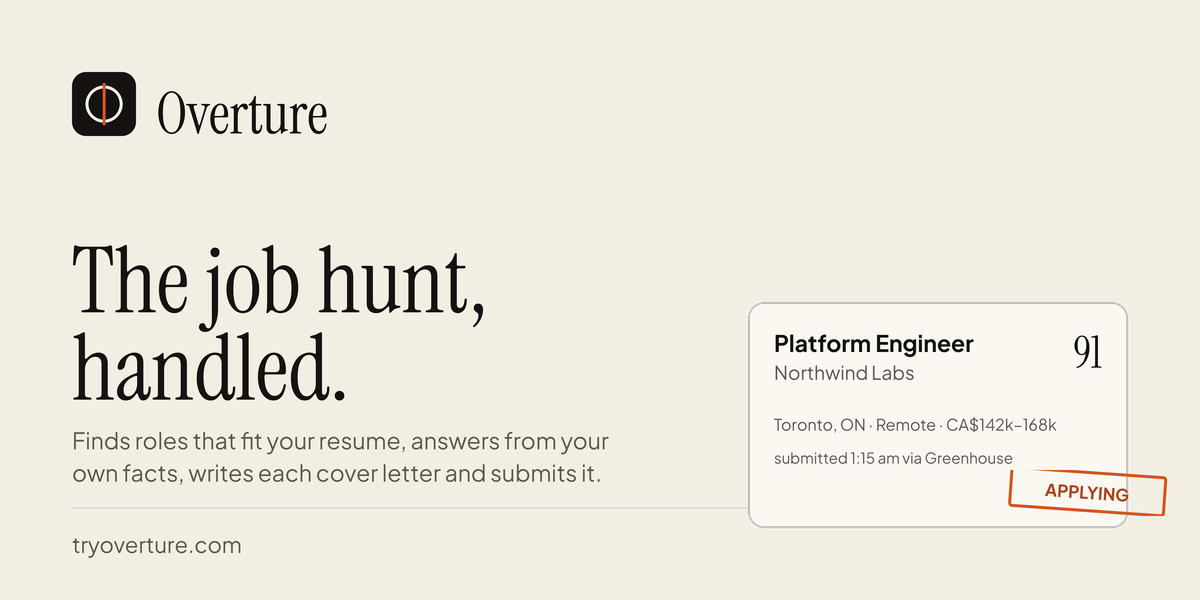 Overture
The job hunt,
handled.
Finds roles that fit your resume, answers from your
own facts, writes each cover letter and submits it.
tryoverture.com
Platform Engineer
91
Northwind Labs
Toronto, ON · Remote · CA$142k–168k
submitted 1:15 am via Greenhouse
APPLYING